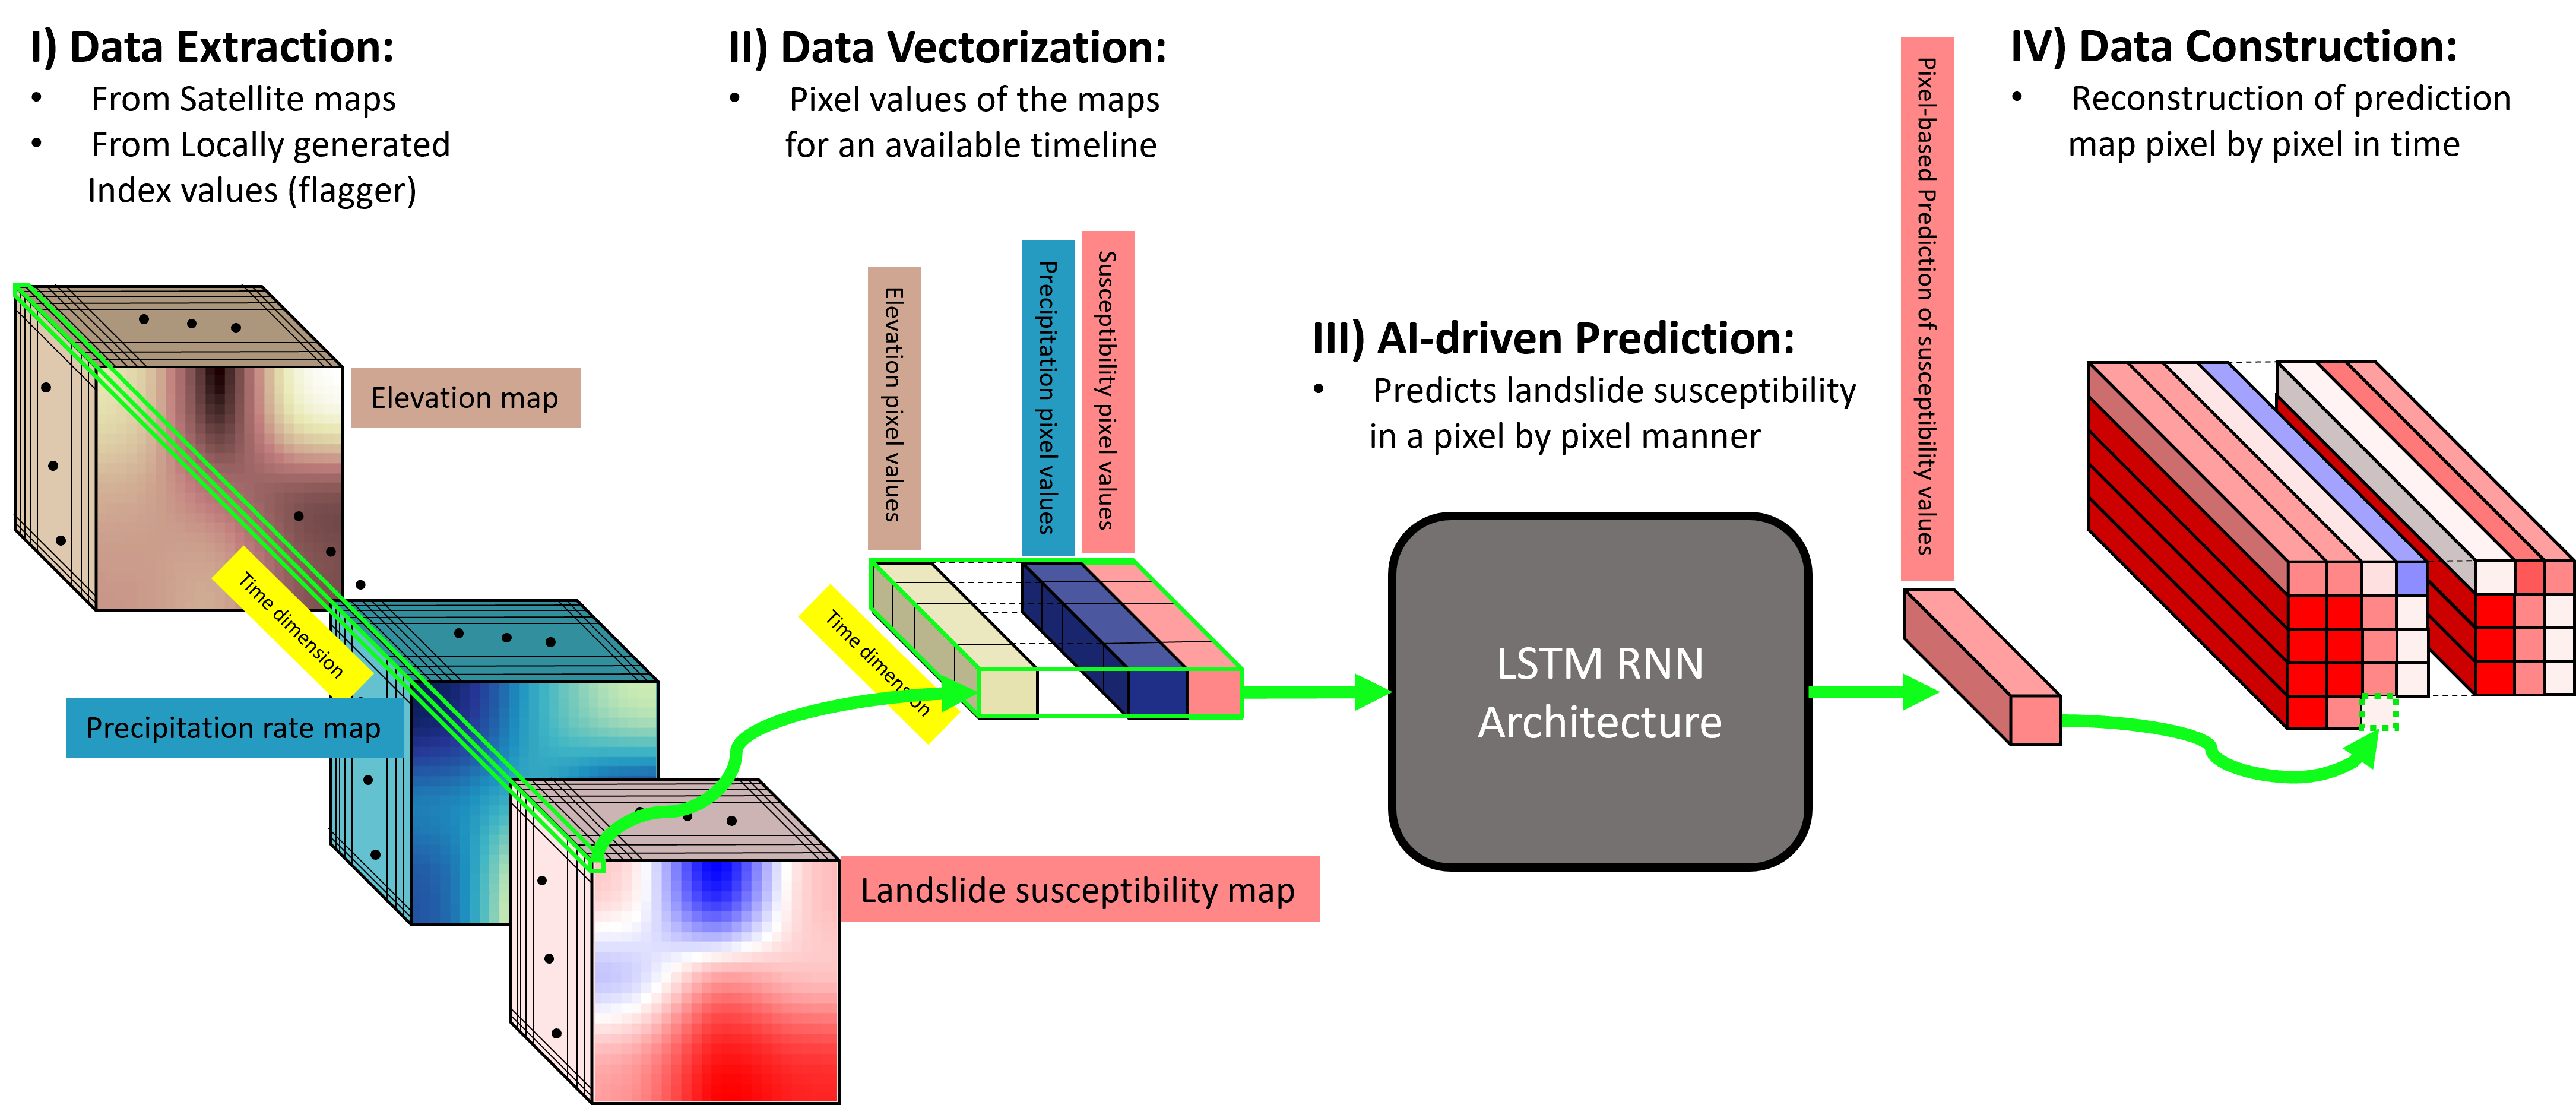 I) Data Extraction:
• From Satellite maps
• From Locally generated
Index values (flagger)
II) Data Vectorization:
• Pixel values of the maps
for an available timeline
III) AI-driven Prediction:
• Predicts landslide susceptibility
in a pixel by pixel manner
IV) Data Construction:
• Reconstruction of prediction
map pixel by pixel in time
Elevation map
Time dimension
Precipitation rate map
Landslide susceptibility map
Elevation pixel values
Precipitation pixel values
Susceptibility pixel values
Time dimension
LSTM RNN
Architecture
Pixel-based Prediction of susceptibility values